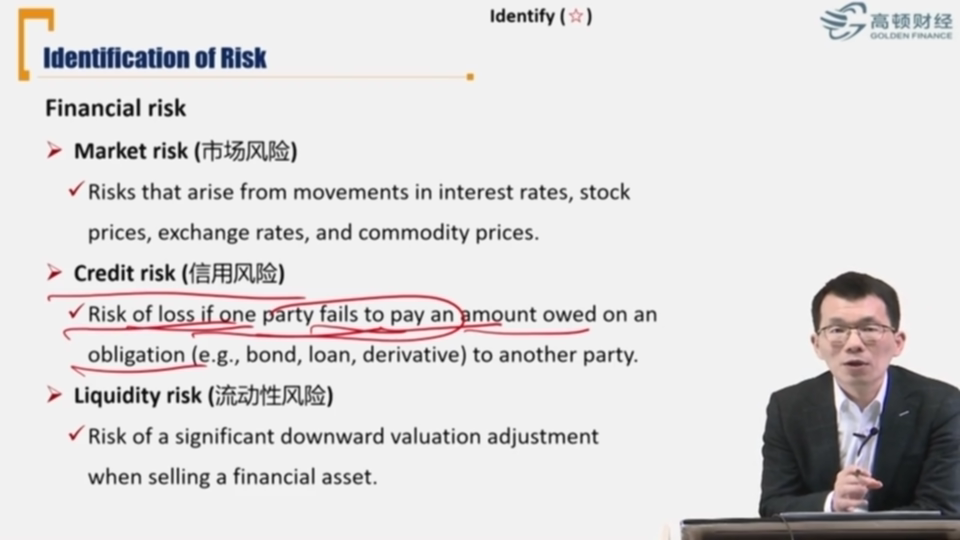 Identify (☆)
高顿财经
GOLDEN FINANCE
Identification of Risk
Financial risk
Market risk (市场风险)
Risks that arise from movements in interest rates, stock
prices, exchange rates, and commodity prices.
Credit risk (信用风险)
Risk of loss if one party fails to pay an amount owed on an
obligation (e.g., bond, loan, derivative) to another party.
Liquidity risk (流动性风险)
Risk of a significant downward valuation adjustment
when selling a financial asset.